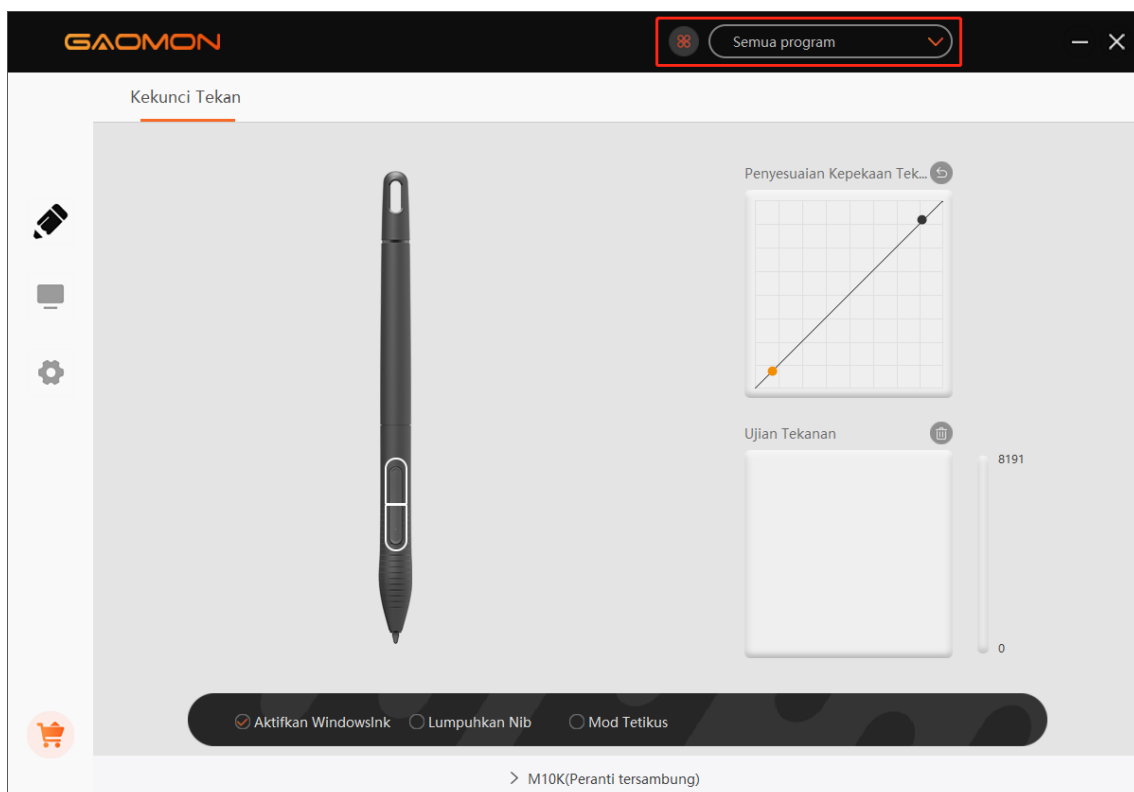 GAOMON
Semua program
Kekunci Tekan
Penyesuaian Kepekaan Tek...
Ujian Tekanan
8191
0
Aktifkan WindowsInk
Lumpuhkan Nib
Mod Tetikus
M10K(Peranti tersambung)